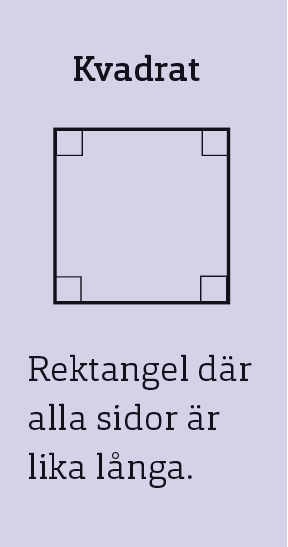 Kvadrat
Rektangel där
alla sidor är
lika långa.